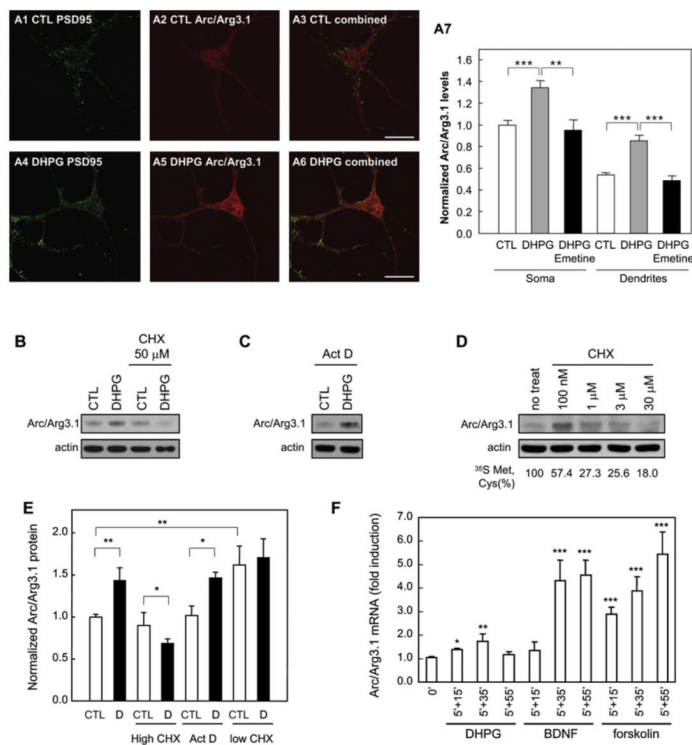 A1 CTL PSD95
A2 CTL Arc/Arg3.1
A3 CTL combined
A4 DHPG PSD95
A5 DHPG Arc/Arg3.1
A6 DHPG combined
A7
Normalized Arc/Arg3.1 levels
1.6
1.4
1.2
1.0
0.8
0.6
0.4
0.2
0.0
*** **
*** ***
CTL DHPG DHPG Emetine
CTL DHPG DHPG Emetine
Soma Dendrites
B
CHX
50 μM
CTL DHPG CTL DHPG
Arc/Arg3.1
actin
C
Act D
CTL DHPG
Arc/Arg3.1
actin
D
CHX
no treat 100 nM 1 μM 3 μM 30 μM
Arc/Arg3.1
actin
35S Met, Cys(%) 100 57.4 27.3 25.6 18.0
E
Normalized Arc/Arg3.1 protein
2.0
1.5
1.0
0.5
0.0
**
**
*
*
CTL D CTL D CTL D CTL D
High CHX Act D low CHX
F
Arc/Arg3.1 mRNA (fold induction)
7.0
6.0
5.0
4.0
3.0
2.0
1.0
0.0
* ** *** *** *** *** ***
0' 5'+15' 5'+35' 5'+55' 5'+15' 5'+35' 5'+55' 5'+15' 5'+35' 5'+55'
DHPG BDNF forskolin